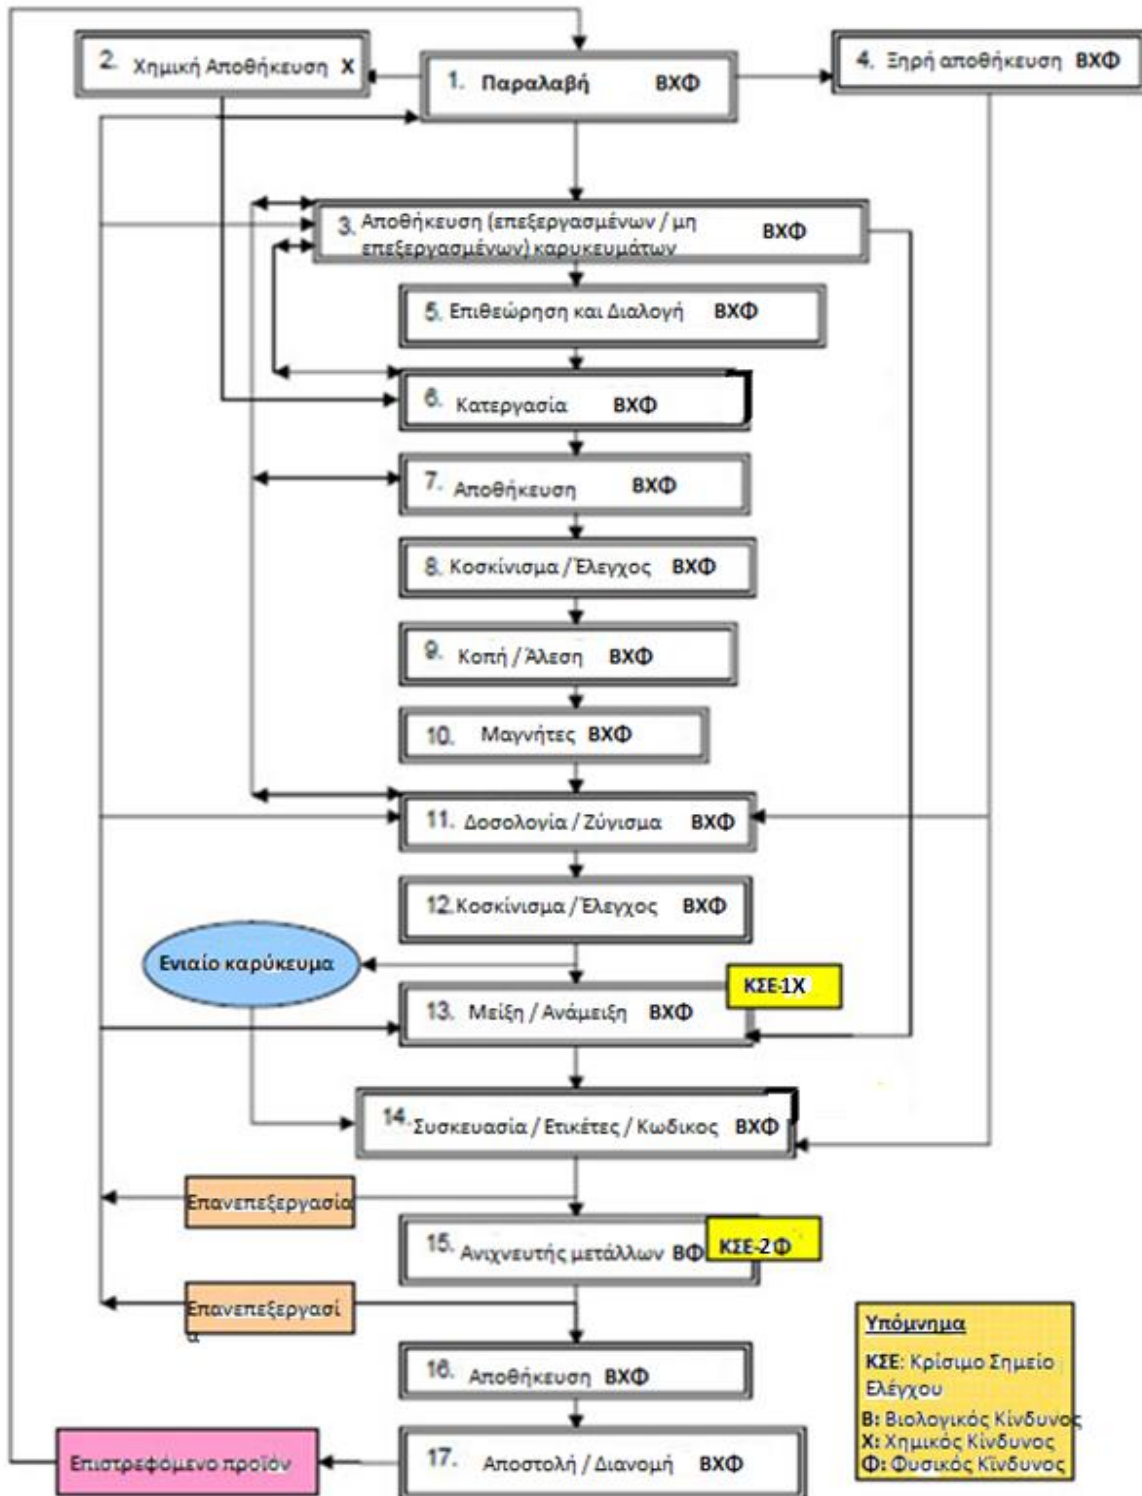 2. Χημική Αποθήκευση Χ
1. Παραλαβή ΒΧΦ
4. Ξηρή αποθήκευση ΒΧΦ
3. Αποθήκευση (επεξεργασμένων / μη
επεξεργασμένων) καρυκευμάτων ΒΧΦ
5. Επιθεώρηση και Διαλογή ΒΧΦ
6. Κατεργασία ΒΧΦ
7. Αποθήκευση ΒΧΦ
8. Κοσκίνισμα / Έλεγχος ΒΧΦ
9. Κοπή / Άλεση ΒΧΦ
10. Μαγνήτες ΒΧΦ
11. Δοσολογία / Ζύγισμα ΒΧΦ
12. Κοσκίνισμα / Έλεγχος ΒΧΦ
Ενιαίο καρύκευμα
ΚΣΕ-1Χ
13. Μείξη / Ανάμειξη ΒΧΦ
14. Συσκευασία / Ετικέτες / Κωδικος ΒΧΦ
Επανεπεξεργασία
15. Ανιχνευτής μετάλλων ΒΦ
ΚΣΕ-2Φ
Επανεπεξεργασί
α
16. Αποθήκευση ΒΧΦ
17. Αποστολή / Διανομή ΒΧΦ
Επιστρεφόμενο προϊόν
Υπόμνημα
ΚΣΕ: Κρίσιμο Σημείο
Ελέγχου
Β: Βιολογικός Κίνδυνος
Χ: Χημικός Κίνδυνος
Φ: Φυσικός Κϊνδυνος